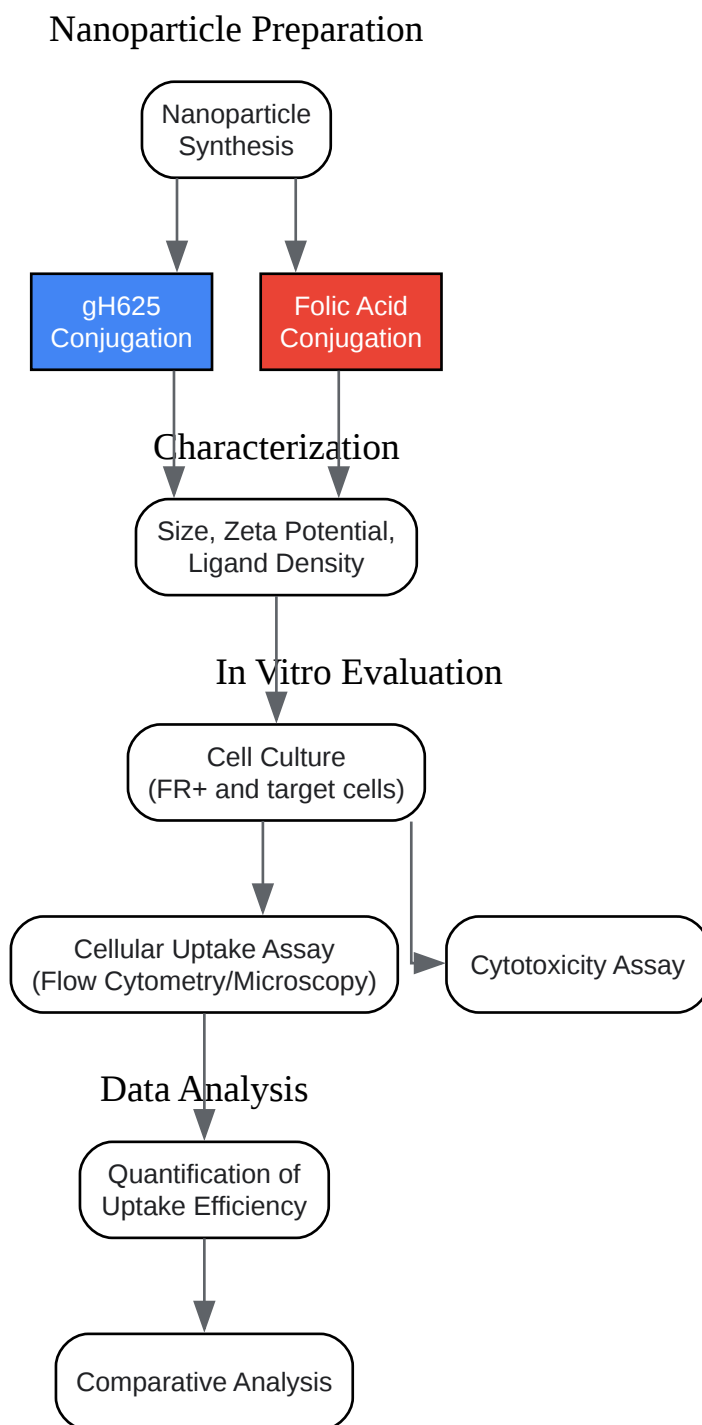 Nanoparticle Preparation
Nanoparticle
Synthesis
gH625
Conjugation
Folic Acid
Conjugation
Characterization
Size, Zeta Potential,
Ligand Density
In Vitro Evaluation
Cell Culture
(FR+ and target cells)
Cellular Uptake Assay
(Flow Cytometry/Microscopy)
Cytotoxicity Assay
Data Analysis
Quantification of
Uptake Efficiency
Comparative Analysis